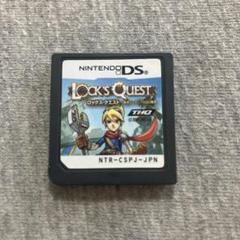 NINTENDO DS
LOCK'S QUEST
ロックス・クエスト
THQ
NTR-CSPJ-JPN